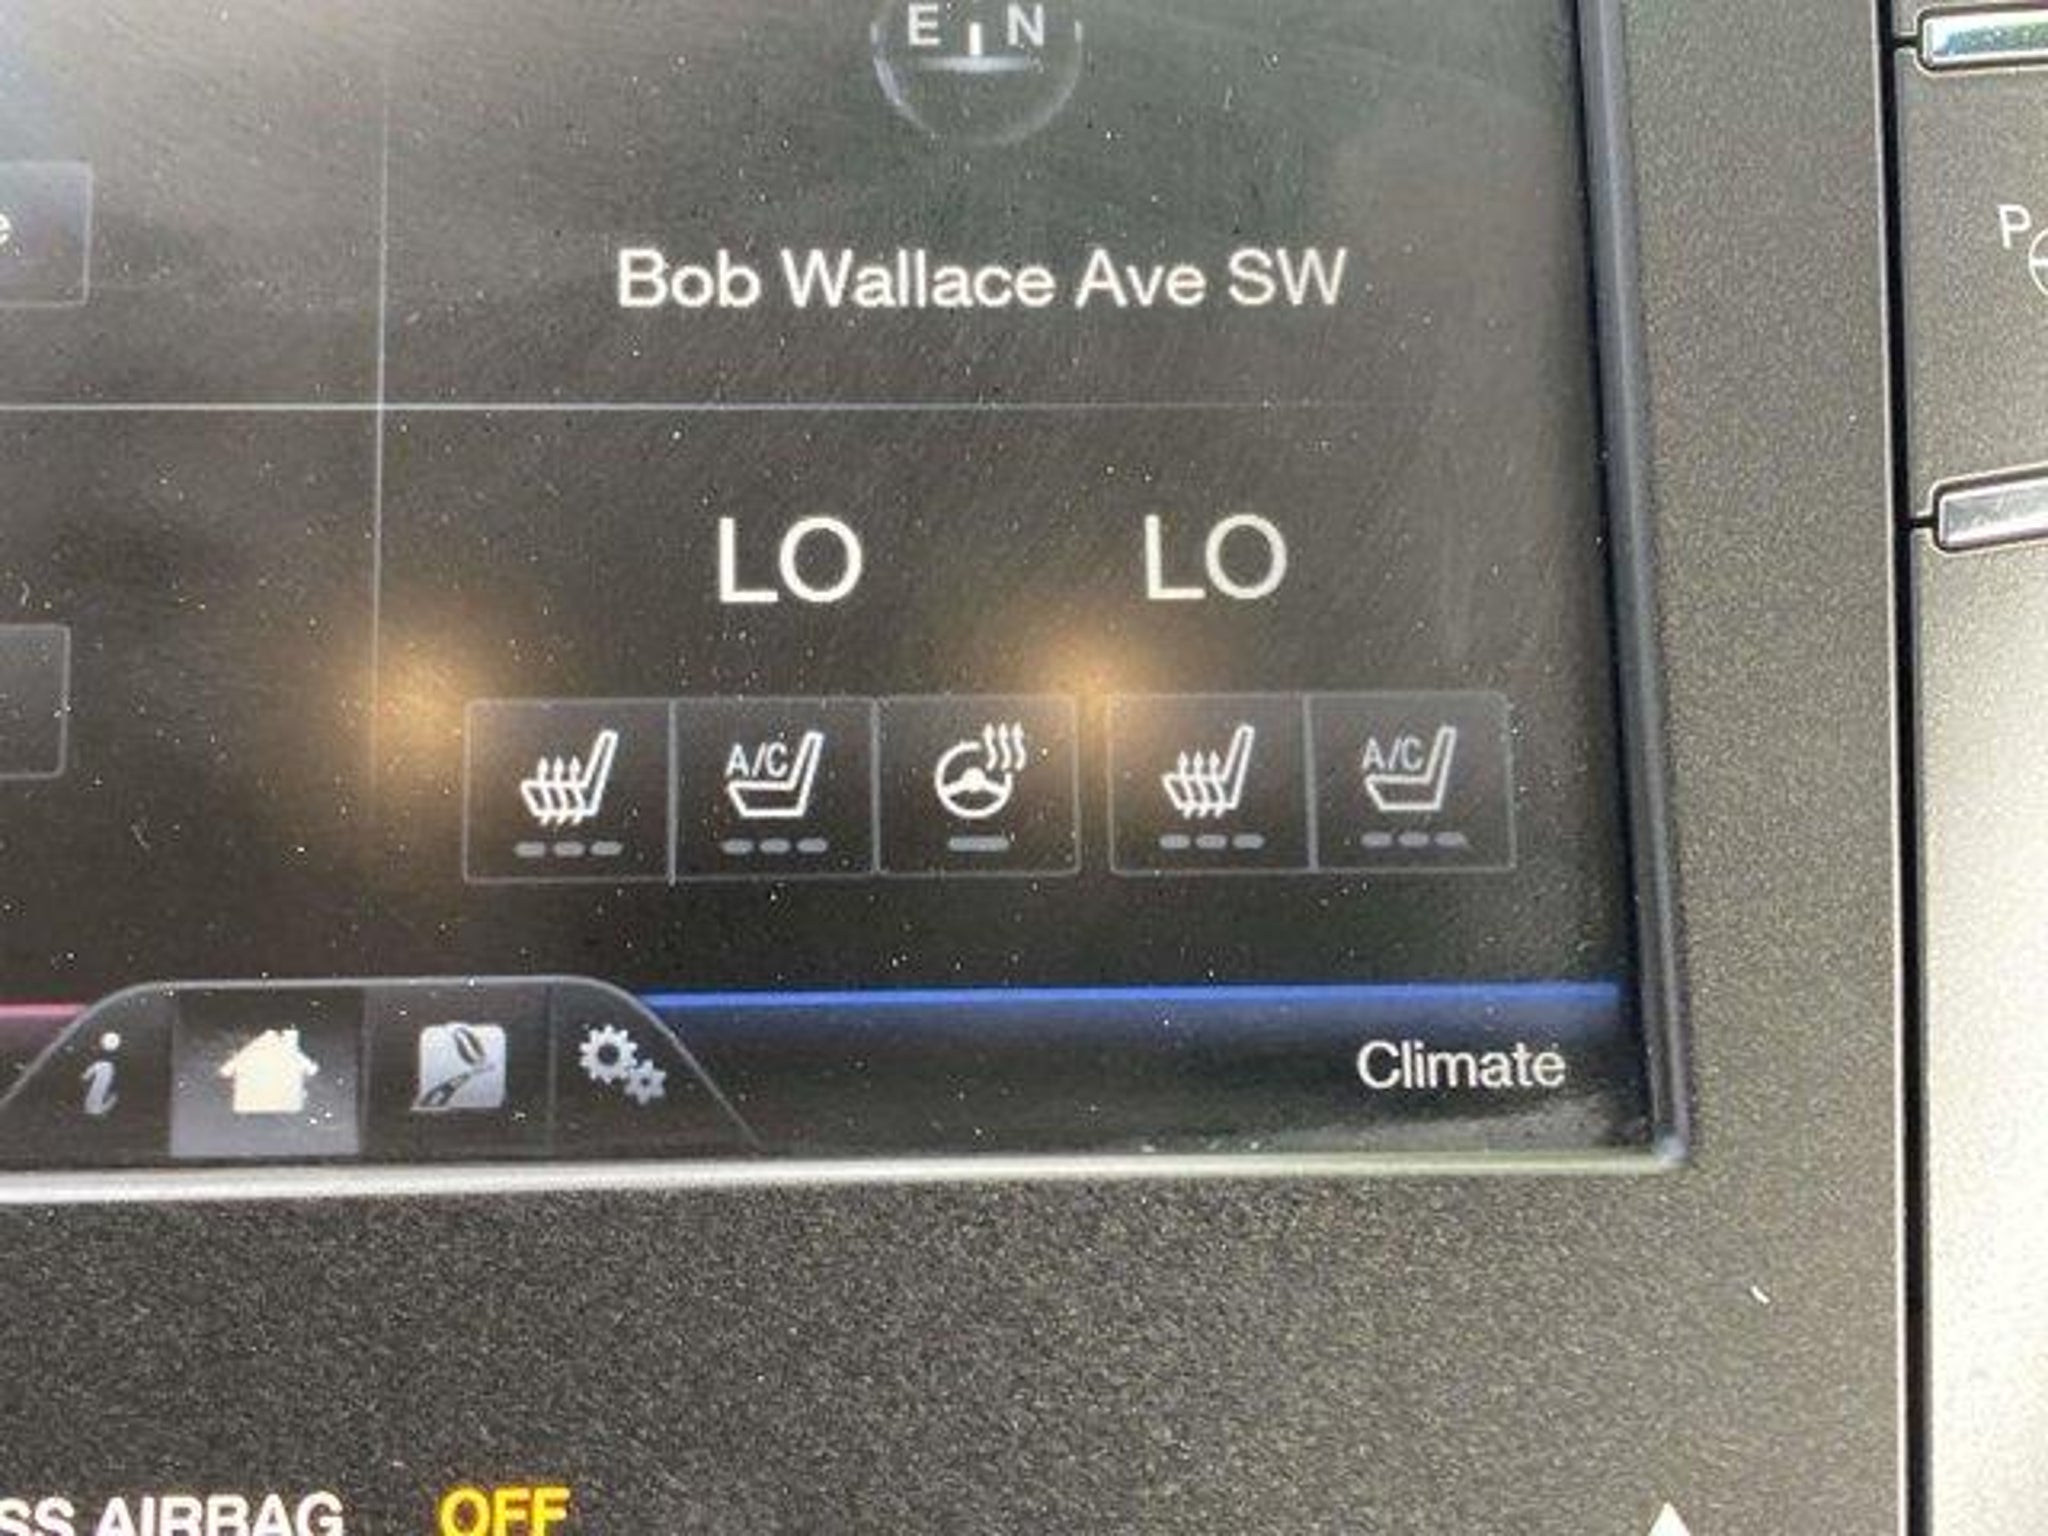 E N
P
e
Bob Wallace Ave SW
LO LO
A/C A/C
i
Climate
SS AIRBAG OFF